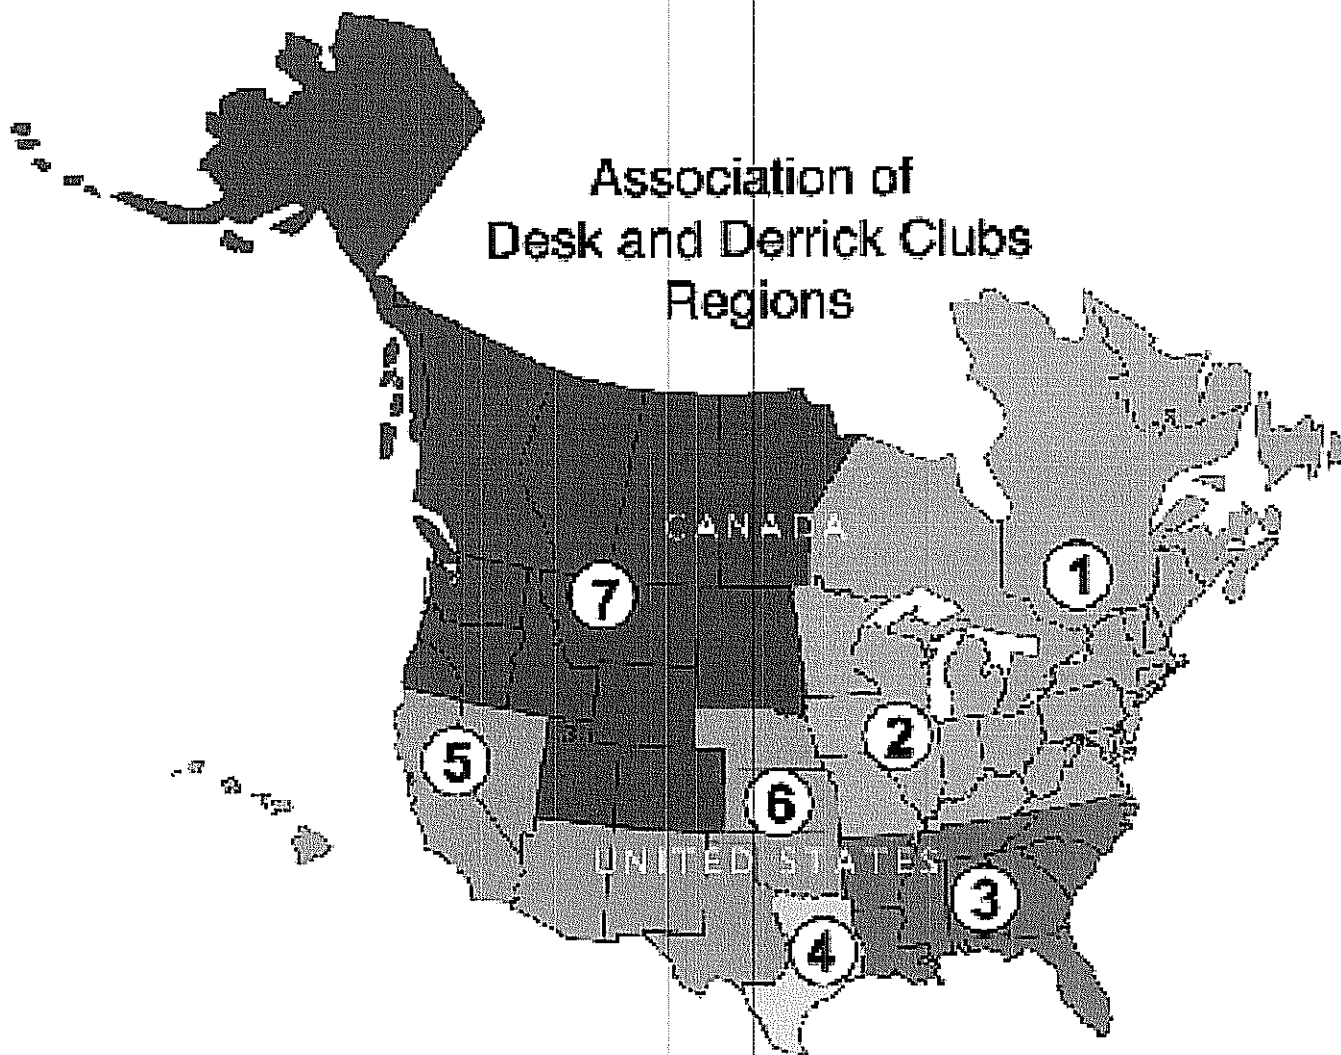 Association of
Desk and Derrick Clubs
Regions
CANADA
1
7
2
5
6
UNITED STATES
3
4